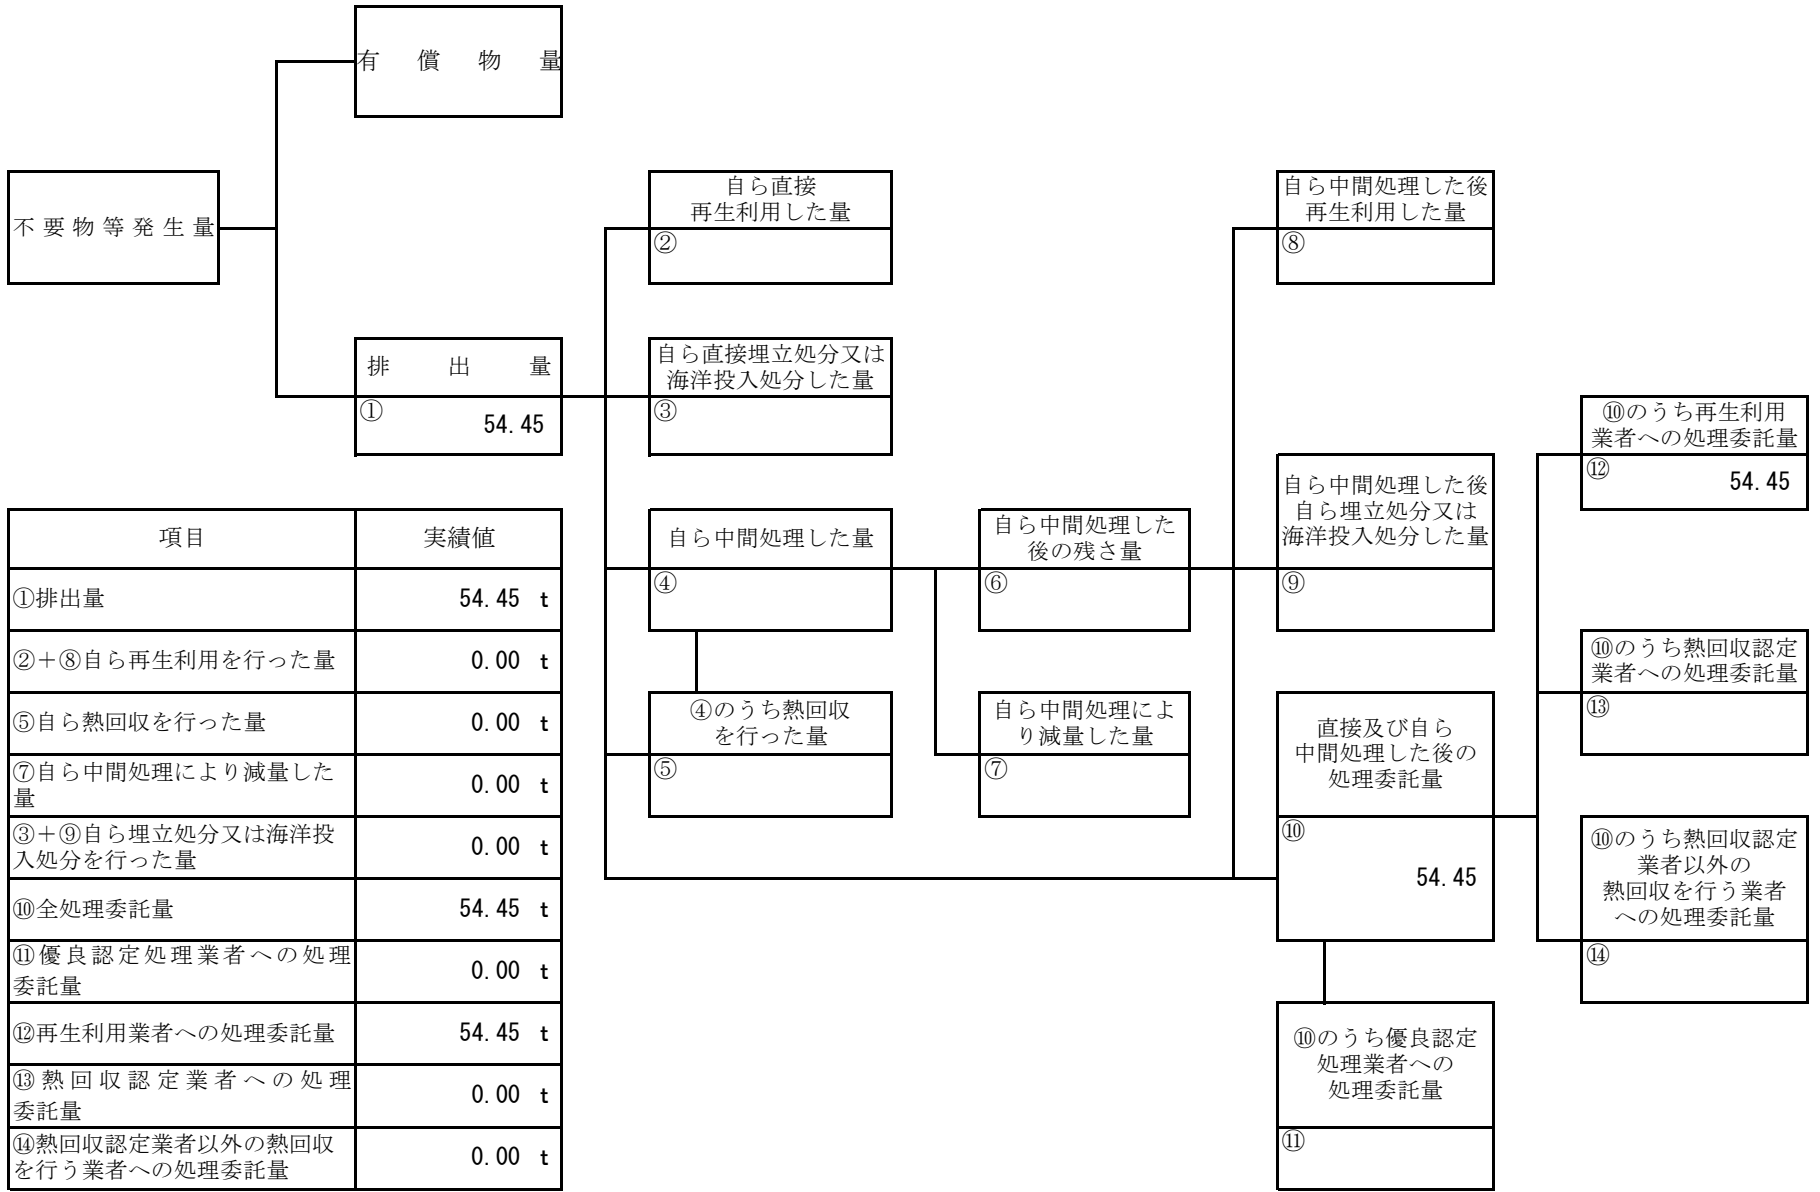 有償物量
不要物等発生量
自ら直接
再生利用した量
②
自ら中間処理した後
再生利用した量
⑧
排出量
①
54.45
自ら直接埋立処分又は
海洋投入処分した量
③
⑩のうち再生利用
業者への処理委託量
⑫
54.45
自ら中間処理した量
④
自ら中間処理した
後の残さ量
⑥
自ら中間処理した後
自ら埋立処分又は
海洋投入処分した量
⑨
⑩のうち熱回収認定
業者への処理委託量
⑬
④のうち熱回収
を行った量
⑤
自ら中間処理によ
り減量した量
⑦
直接及び自ら
中間処理した後の
処理委託量
⑩
54.45
⑩のうち熱回収認定
業者以外の
熱回収を行う業者
への処理委託量
⑭
⑩のうち優良認定
処理業者への
処理委託量
⑪
項目 実績値
①排出量 54.45 t
②＋⑧自ら再生利用を行った量 0.00 t
⑤自ら熱回収を行った量 0.00 t
⑦自ら中間処理により減量した
量 0.00 t
③＋⑨自ら埋立処分又は海洋投
入処分を行った量 0.00 t
⑩全処理委託量 54.45 t
⑪優良認定処理業者への処理
委託量 0.00 t
⑫再生利用業者への処理委託量 54.45 t
⑬熱回収認定業者への処理
委託量 0.00 t
⑭熱回収認定業者以外の熱回収
を行う業者への処理委託量 0.00 t